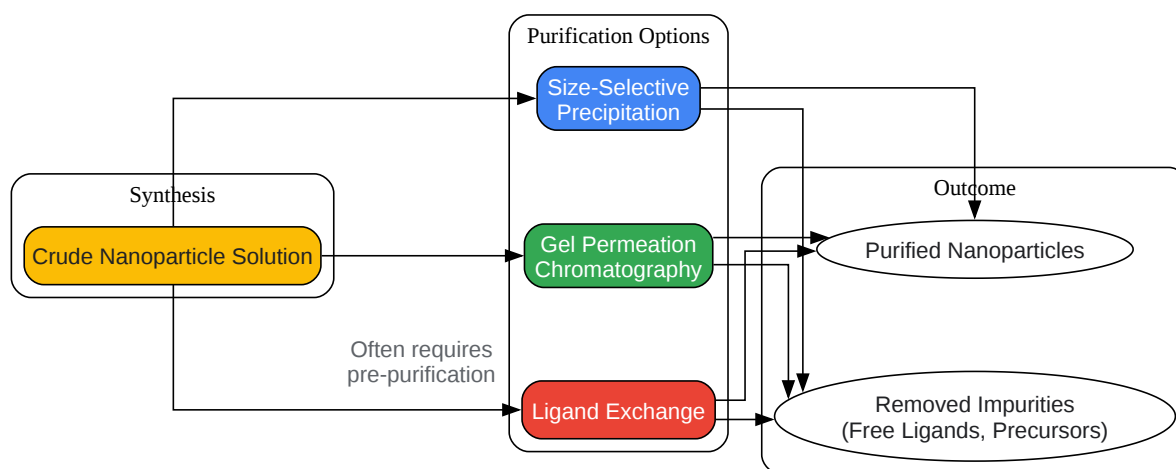 Purification Options
Size-Selective
Precipitation
Synthesis
Crude Nanoparticle Solution
Gel Permeation
Chromatography
Outcome
Purified Nanoparticles
Often requires
pre-purification
Ligand Exchange
Removed Impurities
(Free Ligands, Precursors)